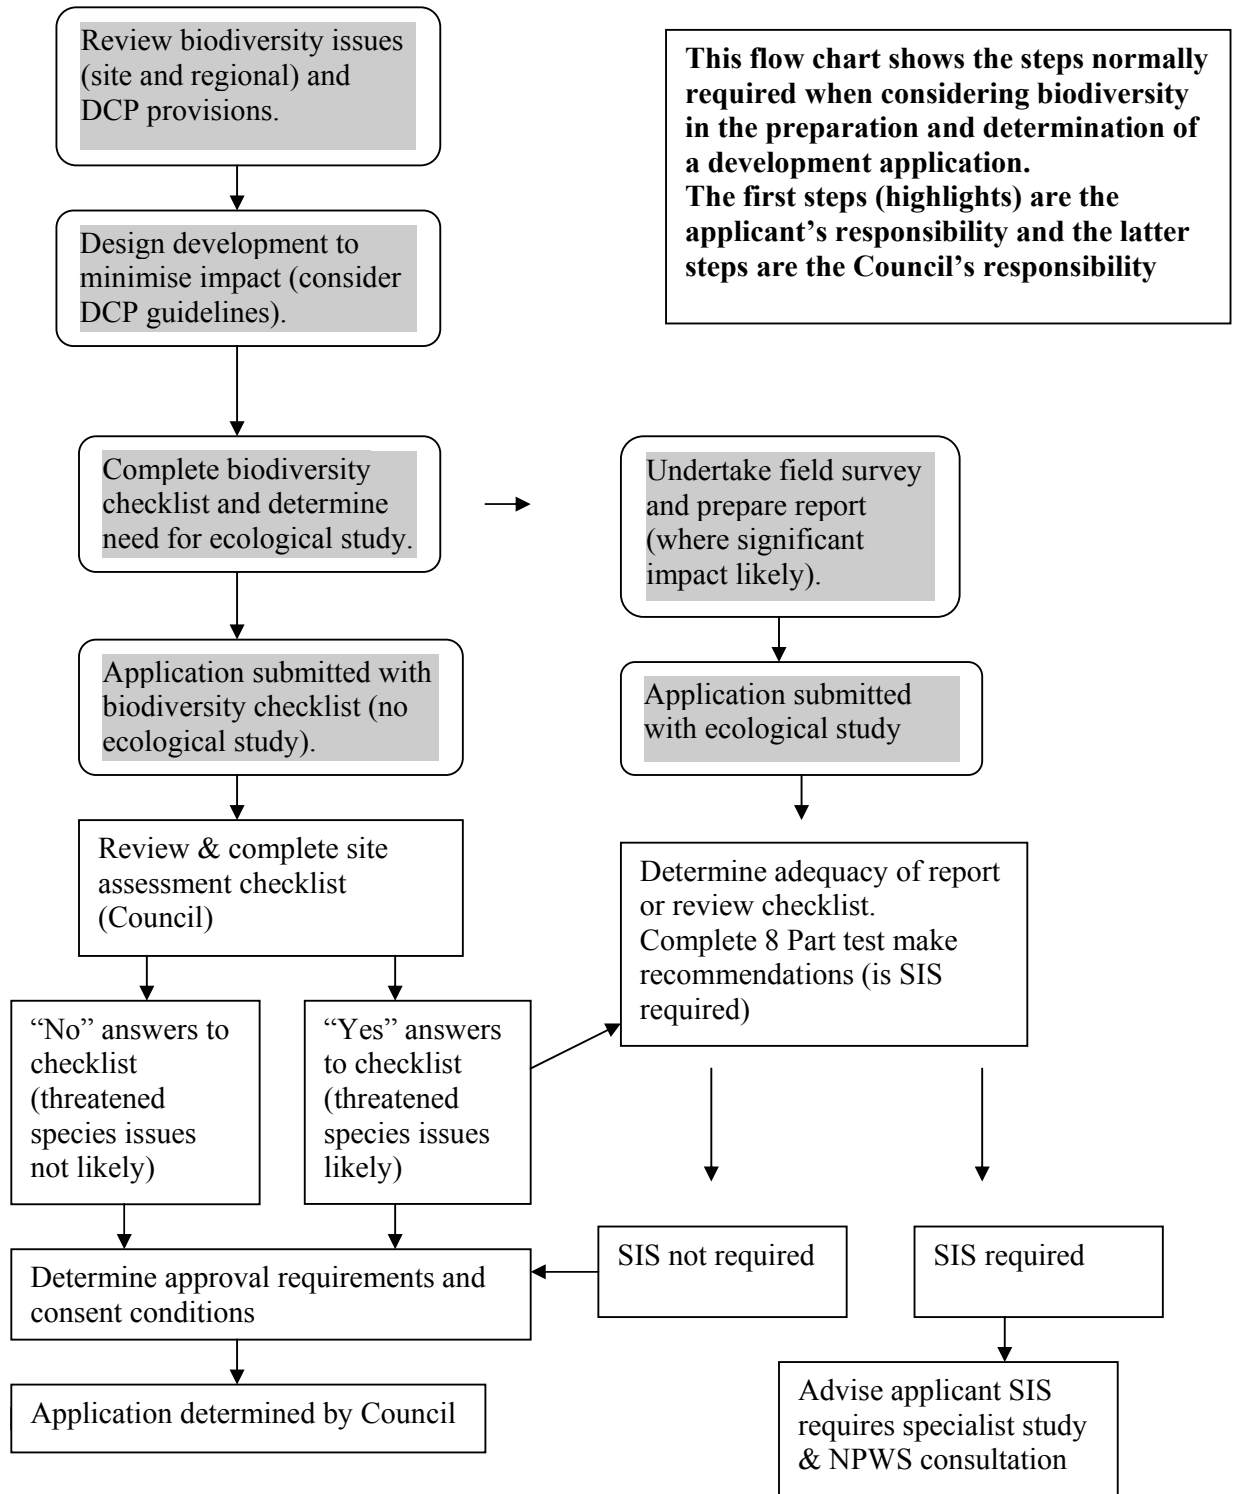 Review biodiversity issues
(site and regional) and
DCP provisions.
This flow chart shows the steps normally
required when considering biodiversity
in the preparation and determination of
a development application.
The first steps (highlights) are the
applicant’s responsibility and the latter
steps are the Council’s responsibility
Design development to
minimise impact (consider
DCP guidelines).
Complete biodiversity
checklist and determine
need for ecological study.
Undertake field survey
and prepare report
(where significant
impact likely).
Application submitted with
biodiversity checklist (no
ecological study).
Application submitted
with ecological study
Review & complete site
assessment checklist
(Council)
Determine adequacy of report
or review checklist.
Complete 8 Part test make
recommendations (is SIS
required)
“No” answers to
checklist
(threatened
species issues
not likely)
“Yes” answers
to checklist
(threatened
species issues
likely)
SIS not required
SIS required
Determine approval requirements and
consent conditions
Application determined by Council
Advise applicant SIS
requires specialist study
& NPWS consultation